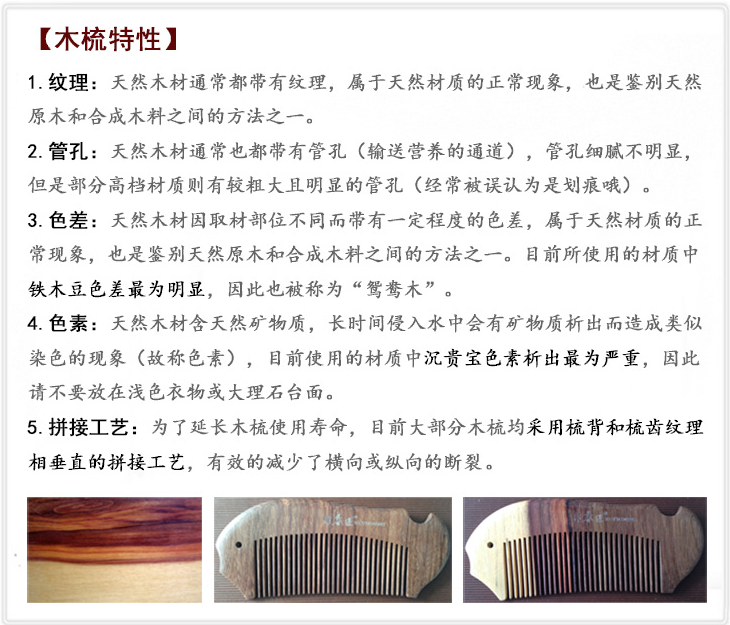 【木梳特性】
1.纹理：天然木材通常都带有纹理，属于天然材质的正常现象，也是鉴别天然
原木和合成木料之间的方法之一。
2.管孔：天然木材通常也都带有管孔（输送营养的通道），管孔细腻不明显，
但是部分高档材质则有较粗大且明显的管孔（经常被误认为是划痕哦）。
3.色差：天然木材因取材部位不同而带有一定程度的色差，属于天然材质的正
常现象，也是鉴别天然原木和合成木料之间的方法之一。目前所使用的材质中
铁木豆色差最为明显，因此也被称为“鸳鸯木”。
4.色素：天然木材含天然矿物质，长时间侵入水中会有矿物质析出而造成类似
染色的现象（故称色素），目前使用的材质中沉贵宝色素析出最为严重，因此
请不要放在浅色衣物或大理石台面。
5.拼接工艺：为了延长木梳使用寿命，目前大部分木梳均采用梳背和梳齿纹理
相垂直的拼接工艺，有效的减少了横向或纵向的断裂。